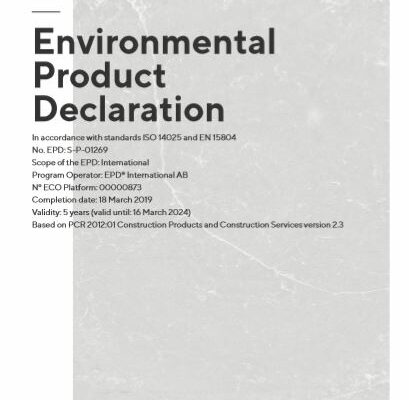 Environmental
Product
Declaration
In accordance with standards ISO 14025 and EN 15804
No. EPD: S-P-01269
Scope of the EPD: International
Program Operator: EPD® International AB
Nº ECO Platform: 00000873
Completion date: 18 March 2019
Validity: 5 years (valid until: 16 March 2024)
Based on PCR 2012:01 Construction Products and Construction Services version 2.3